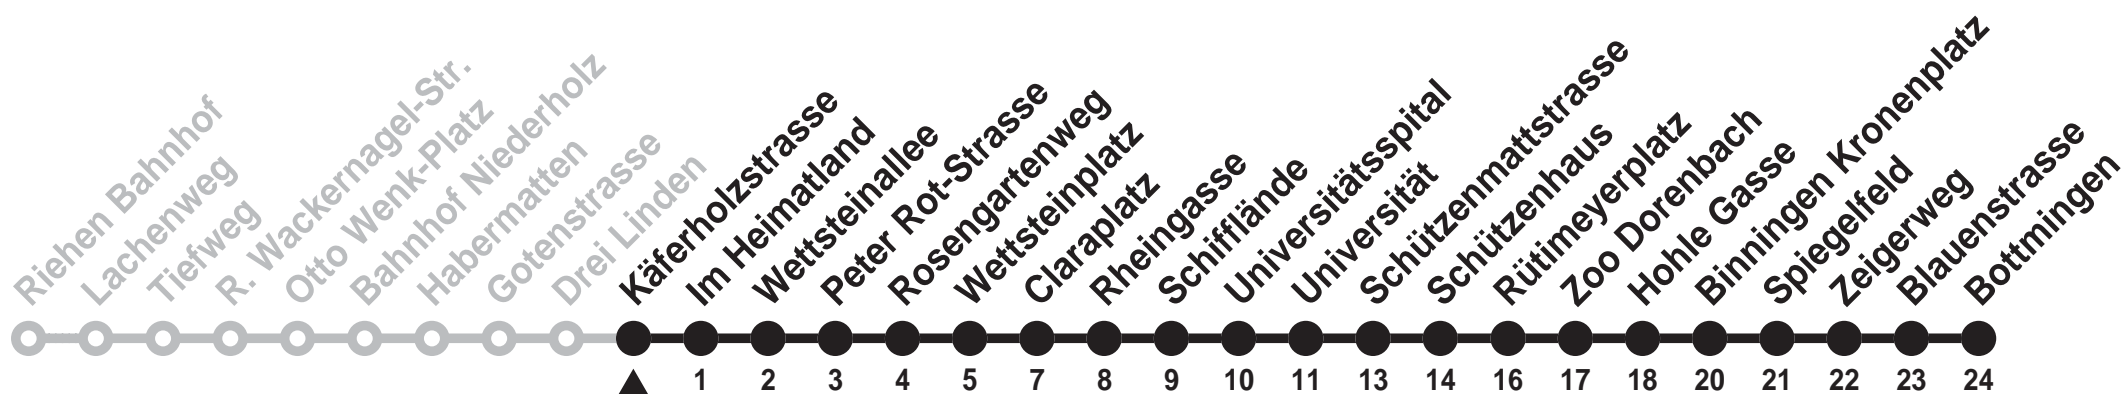 Riehen Bahnhof
Lachenweg
Tiefweg
R. Wackernagel-Str.
Otto Wenk-Platz
Bahnhof Niederholz
Habermatten
Gotenstrasse
Drei Linden
Käferholzstrasse
Im Heimatland
Wettsteinallee
Peter Rot-Strasse
Rosengartenweg
Wettsteinplatz
Claraplatz
Rheingasse
Schifflände
Universitätsspital
Universität
Schützenmattstrasse
Schützenhaus
Rütimeyerplatz
Zoo Dorenbach
Hohle Gasse
Binningen Kronenplatz
Spiegelfeld
Zeigerweg
Blauenstrasse
Bottmingen
1 2 3 4 5 7 8 9 10 11 13 14 16 17 18 20 21 22 23 24